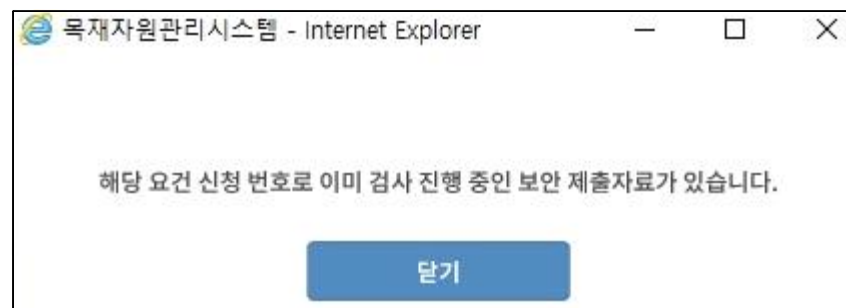 목재자원관리시스템 - Internet Explorer
해당 요건 신청 번호로 이미 검사 진행 중인 보안 제출자료가 있습니다.
닫기